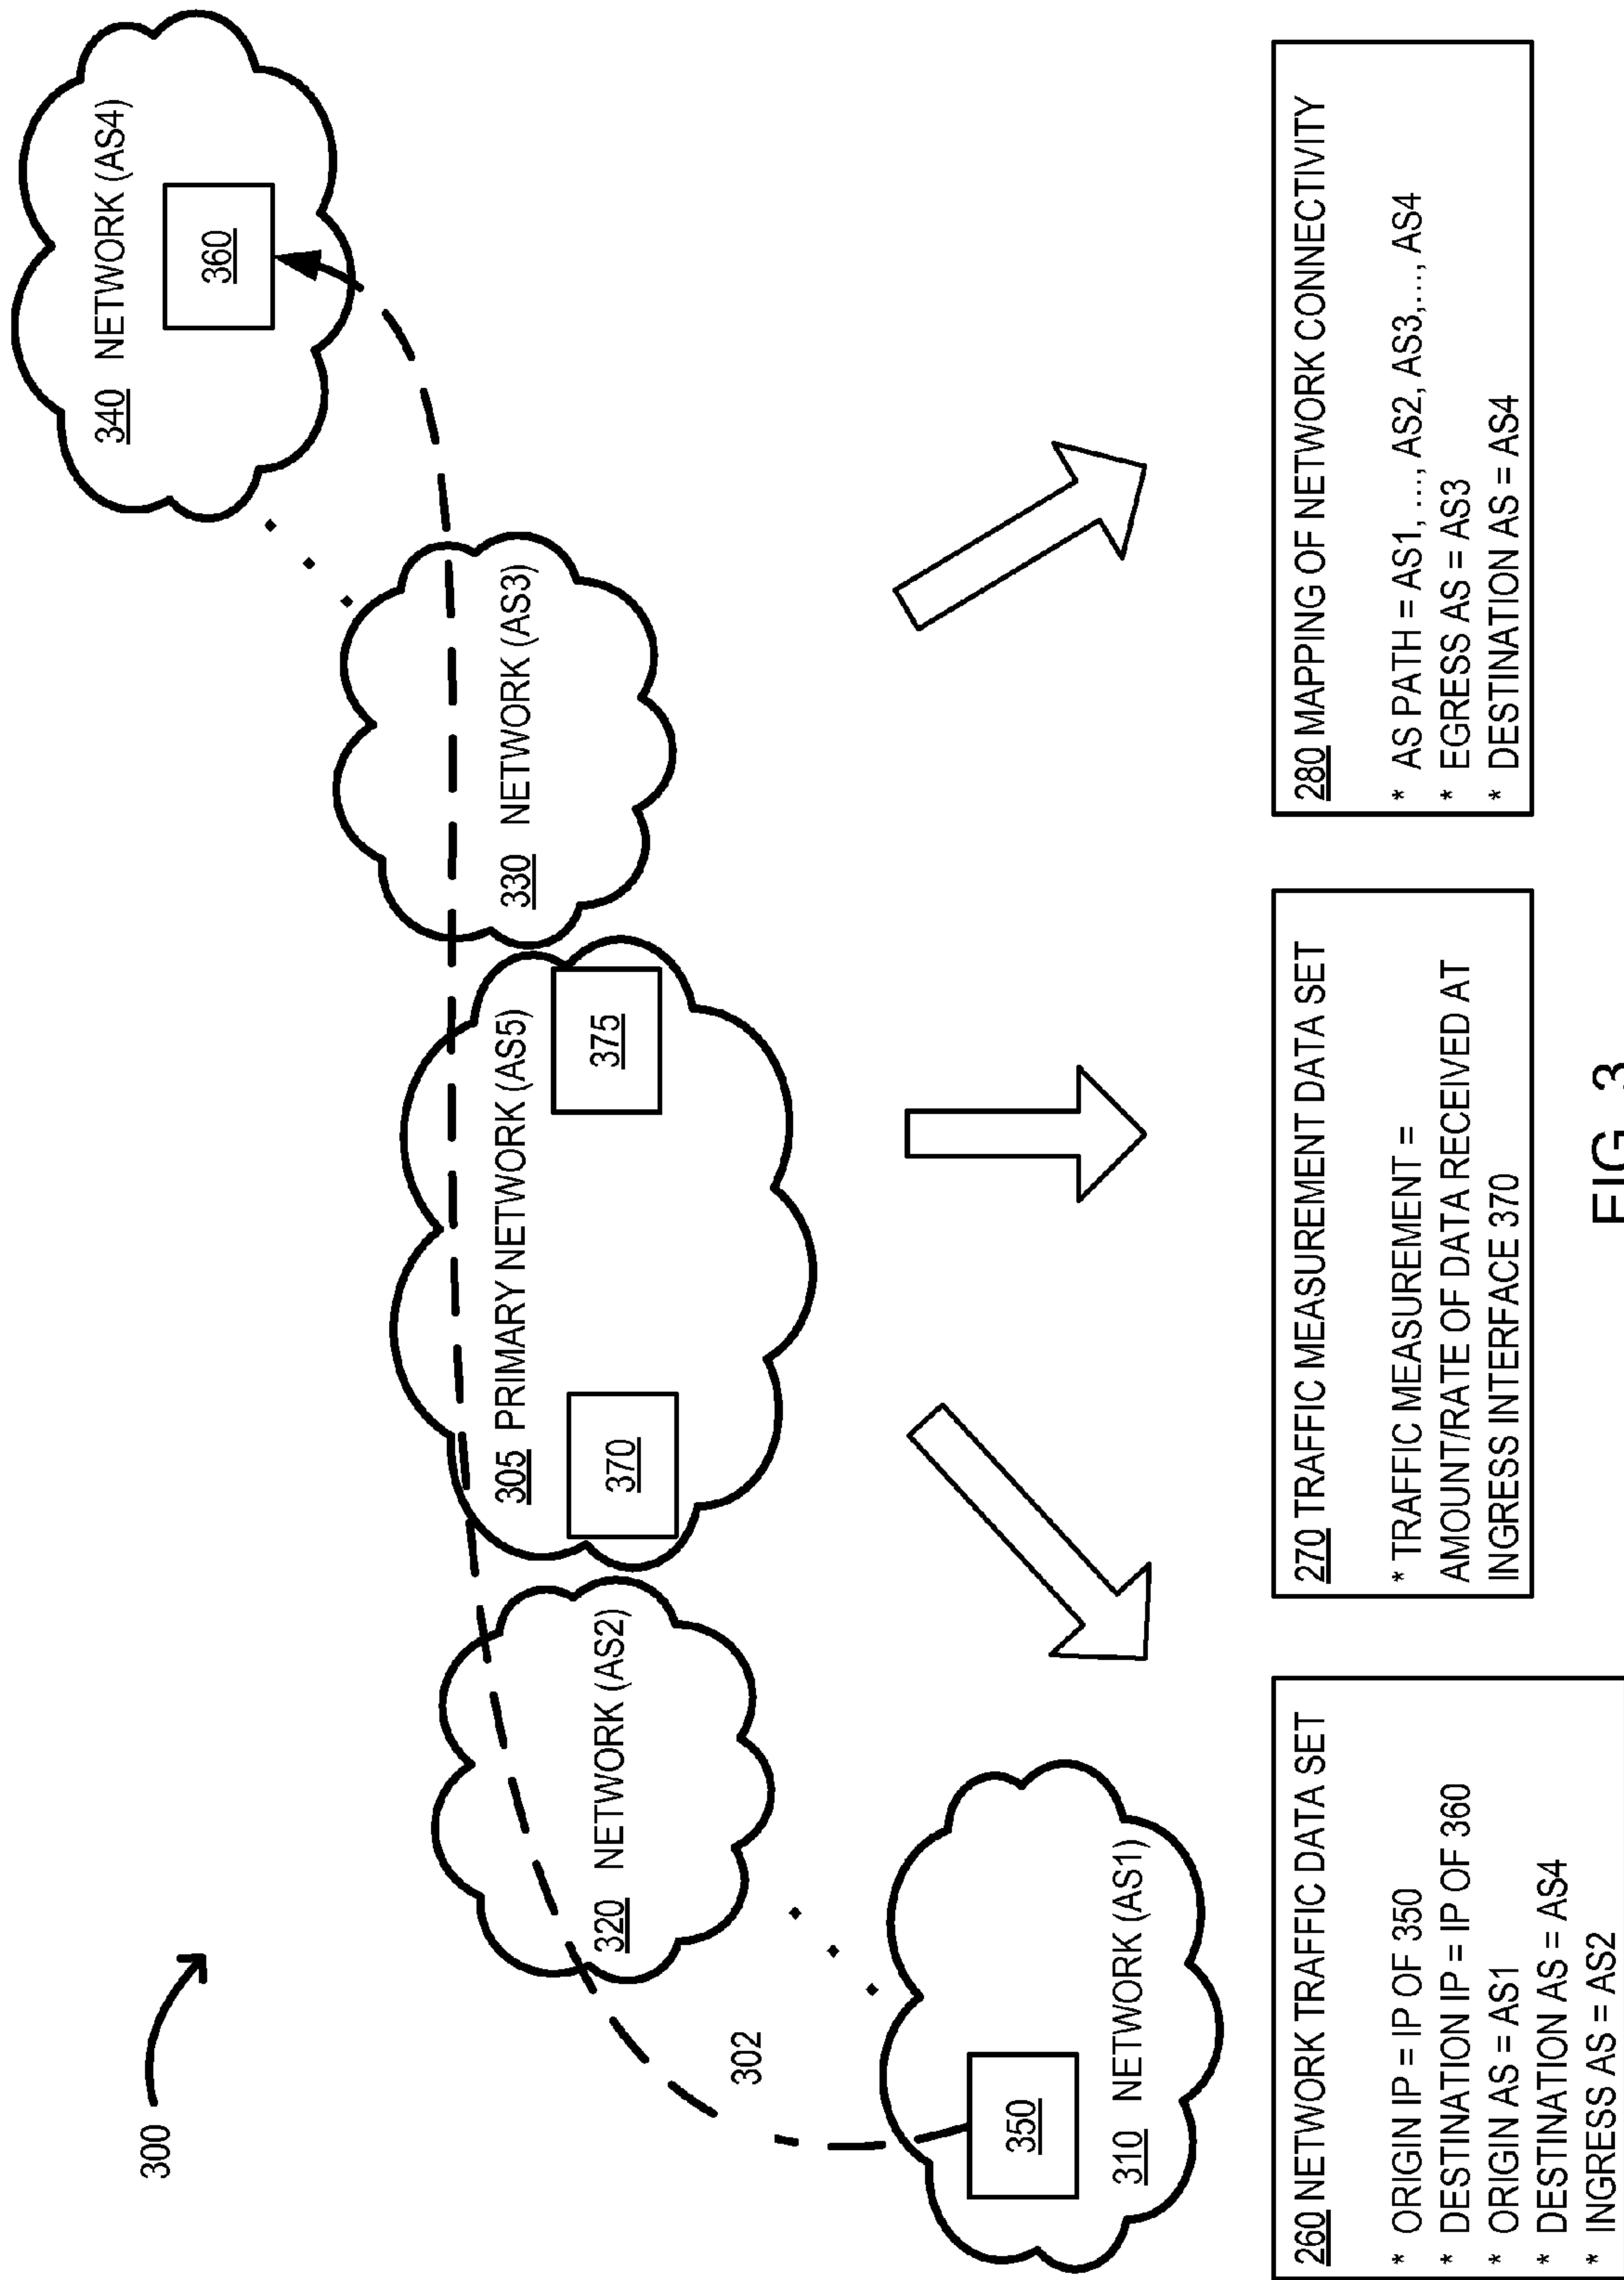 300
302
340 NETWORK (AS4)
360
330 NETWORK (AS3)
305 PRIMARY NETWORK (AS5)
370
375
320 NETWORK (AS2)
350
310 NETWORK (AS1)
260 NETWORK TRAFFIC DATA SET
* ORIGIN IP = IP OF 350
* DESTINATION IP = IP OF 360
* ORIGIN AS = AS1
* DESTINATION AS = AS4
* INGRESS AS = AS2
270 TRAFFIC MEASUREMENT DATA SET
* TRAFFIC MEASUREMENT =
AMOUNT/RATE OF DATA RECEIVED AT
INGRESS INTERFACE 370
280 MAPPING OF NETWORK CONNECTIVITY
* AS PATH = AS1, ..., AS2, AS3,..., AS4
* EGRESS AS = AS3
* DESTINATION AS = AS4
FIG. 3